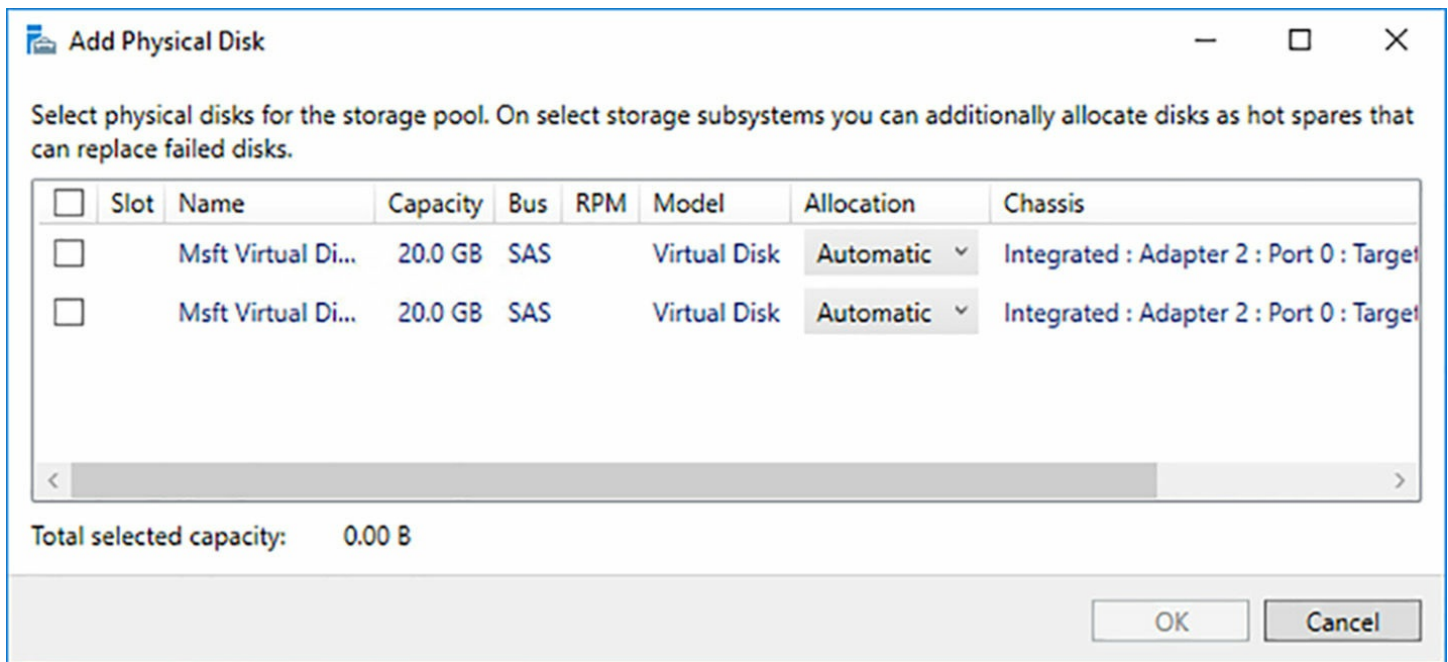 Add Physical Disk
Select physical disks for the storage pool. On select storage subsystems you can additionally allocate disks as hot spares that
can replace failed disks.
Slot Name Capacity Bus RPM Model Allocation Chassis
Msft Virtual Di... 20.0 GB SAS Virtual Disk Automatic Integrated : Adapter 2 : Port 0 : Target
Msft Virtual Di... 20.0 GB SAS Virtual Disk Automatic Integrated : Adapter 2 : Port 0 : Target
Total selected capacity: 0.00 B
OK Cancel